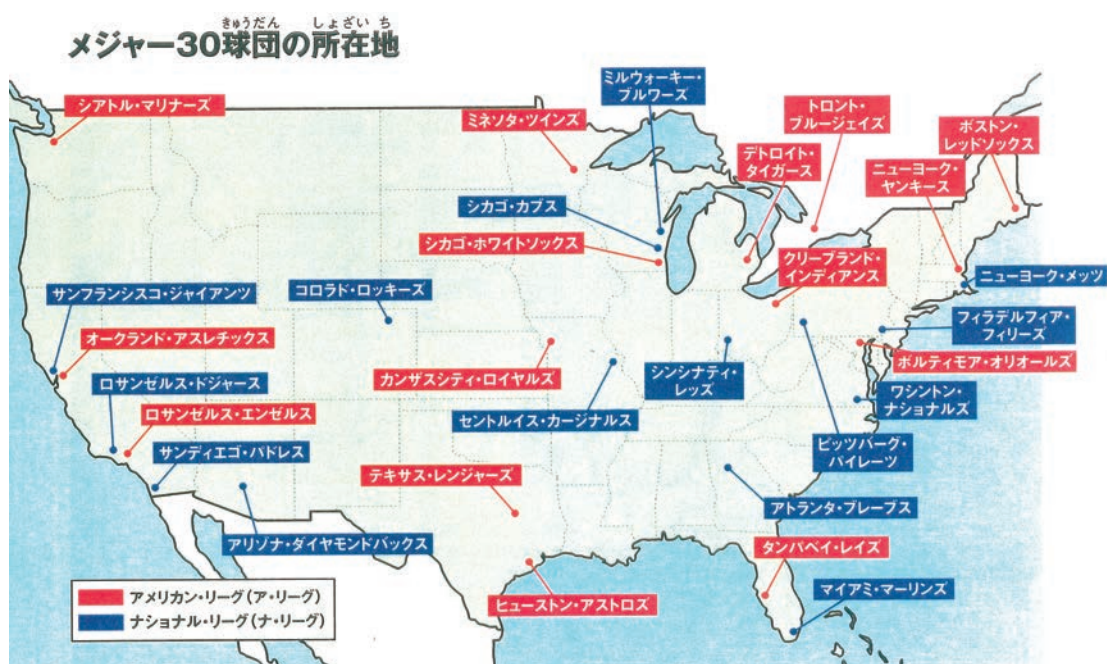 きゅうだん しょざいち
メジャー30球団の所在地
シアトル・マリナーズ
ミネソタ・ツインズ
ミルウォーキー・
ブルワーズ
トロント・
ブルージェイズ
ボストン・
レッドソックス
デトロイト・
タイガース
ニューヨーク・
ヤンキース
シカゴ・カブス
シカゴ・ホワイトソックス
クリーブランド・
インディアンス
ニューヨーク・メッツ
サンフランシスコ・ジャイアンツ
コロラド・ロッキーズ
フィラデルフィア・
フィリーズ
オークランド・アスレチックス
ボルティモア・オリオールズ
カンザスシティ・ロイヤルズ
シンシナティ・
レッズ
ロサンゼルス・ドジャース
ワシントン・
ナショナルズ
ロサンゼルス・エンゼルス
セントルイス・カージナルス
ピッツバーグ・
パイレーツ
サンディエゴ・パドレス
テキサス・レンジャーズ
アトランタ・ブレーブス
アリゾナ・ダイヤモンドバックス
タンパベイ・レイズ
マイアミ・マーリンズ
ヒューストン・アストロズ
アメリカン・リーグ(ア・リーグ)
ナショナル・リーグ(ナ・リーグ)